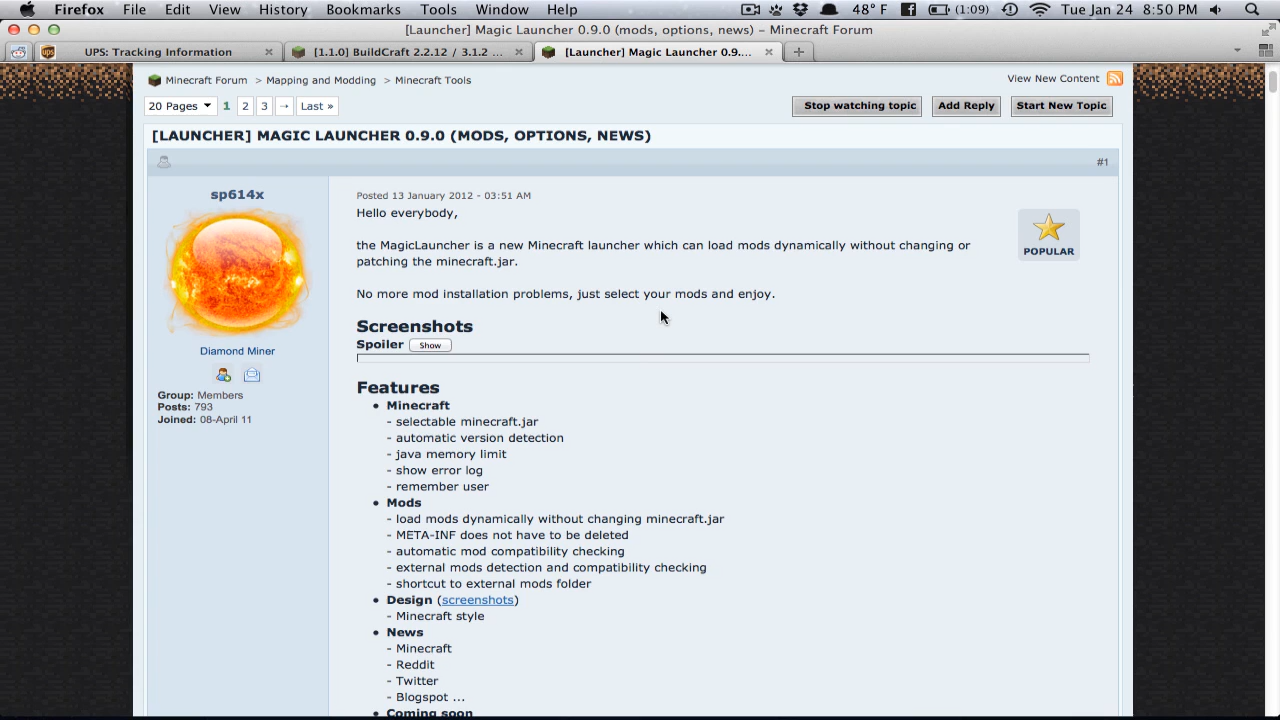 Firefox File Edit View History Bookmarks Tools Window Help 48° F (1:09) Tue Jan 24 8:50 PM
[Launcher] Magic Launcher 0.9.0 (mods, options, news) – Minecraft Forum
ups UPS: Tracking Information × [1.1.0] BuildCraft 2.2.12 / 3.1.2 ... × [Launcher] Magic Launcher 0.9.... × +
Minecraft Forum > Mapping and Modding > Minecraft Tools View New Content
20 Pages ▼ 1 2 3 → Last » Stop watching topic Add Reply Start New Topic
[LAUNCHER] MAGIC LAUNCHER 0.9.0 (MODS, OPTIONS, NEWS)
#1
sp614x
Diamond Miner
Group: Members
Posts: 793
Joined: 08-April 11
Posted 13 January 2012 - 03:51 AM
Hello everybody,
the MagicLauncher is a new Minecraft launcher which can load mods dynamically without changing or
patching the minecraft.jar.
POPULAR
No more mod installation problems, just select your mods and enjoy.
Screenshots
Spoiler Show
Features
• Minecraft
- selectable minecraft.jar
- automatic version detection
- java memory limit
- show error log
- remember user
• Mods
- load mods dynamically without changing minecraft.jar
- META-INF does not have to be deleted
- automatic mod compatibility checking
- external mods detection and compatibility checking
- shortcut to external mods folder
• Design (screenshots)
- Minecraft style
• News
- Minecraft
- Reddit
- Twitter
- Blogspot ...
• Coming soon